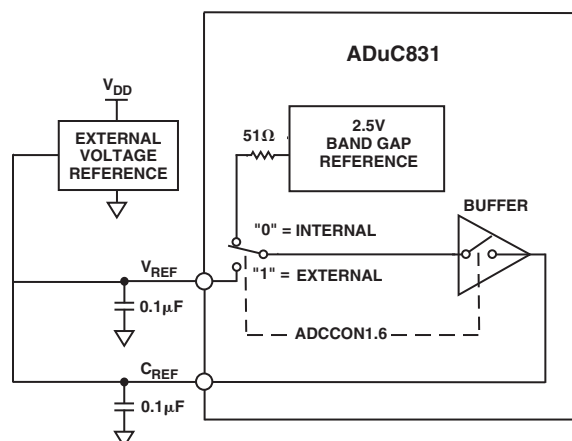 ADuC831
V_DD
EXTERNAL
VOLTAGE
REFERENCE
51Ω
2.5V
BAND GAP
REFERENCE
BUFFER
"0" = INTERNAL
V_REF
"1" = EXTERNAL
0.1μF
ADCCON1.6
C_REF
0.1μF